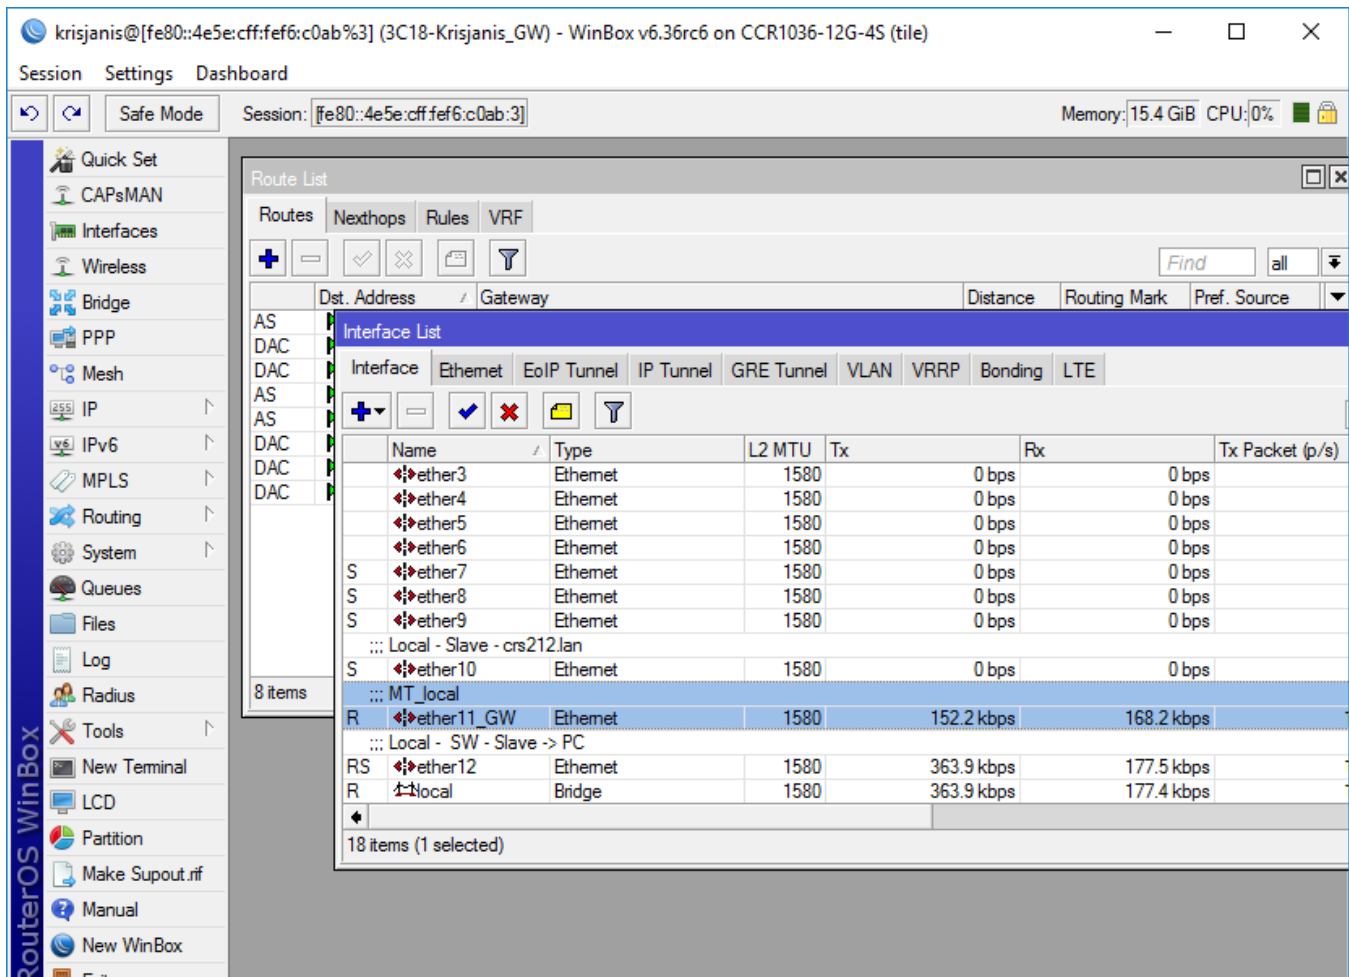 krisjanis@[fe80::4e5e:cff:fef6:c0ab%3] (3C18-Krisjanis_GW) - WinBox v6.36rc6 on CCR1036-12G-4S (tile)
Session Settings Dashboard
Safe Mode Session: [fe80::4e5e:cff:fef6:c0ab:3] Memory: 15.4 GiB CPU: 0%
Quick Set
CAPsMAN
Interfaces
Wireless
Bridge
PPP
Mesh
IP
IPv6
MPLS
Routing
System
Queues
Files
Log
Radius
Tools
New Terminal
LCD
Partition
Make Supout.rif
Manual
New WinBox
RouterOS WinBox
Route List
Routes Nexthops Rules VRF
Find all
Dst. Address Gateway Distance Routing Mark Pref. Source
AS
DAC
DAC
AS
AS
DAC
DAC
DAC
8 items
Interface List
Interface Ethernet EoIP Tunnel IP Tunnel GRE Tunnel VLAN VRRP Bonding LTE
Name Type L2 MTU Tx Rx Tx Packet (p/s)
ether3 Ethernet 1580 0 bps 0 bps
ether4 Ethernet 1580 0 bps 0 bps
ether5 Ethernet 1580 0 bps 0 bps
ether6 Ethernet 1580 0 bps 0 bps
S ether7 Ethernet 1580 0 bps 0 bps
S ether8 Ethernet 1580 0 bps 0 bps
S ether9 Ethernet 1580 0 bps 0 bps
;;; Local - Slave - crs212.lan
S ether10 Ethernet 1580 0 bps 0 bps
;;; MT_local
R ether11_GW Ethernet 1580 152.2 kbps 168.2 kbps
;;; Local - SW - Slave -> PC
RS ether12 Ethernet 1580 363.9 kbps 177.5 kbps
R local Bridge 1580 363.9 kbps 177.4 kbps
18 items (1 selected)